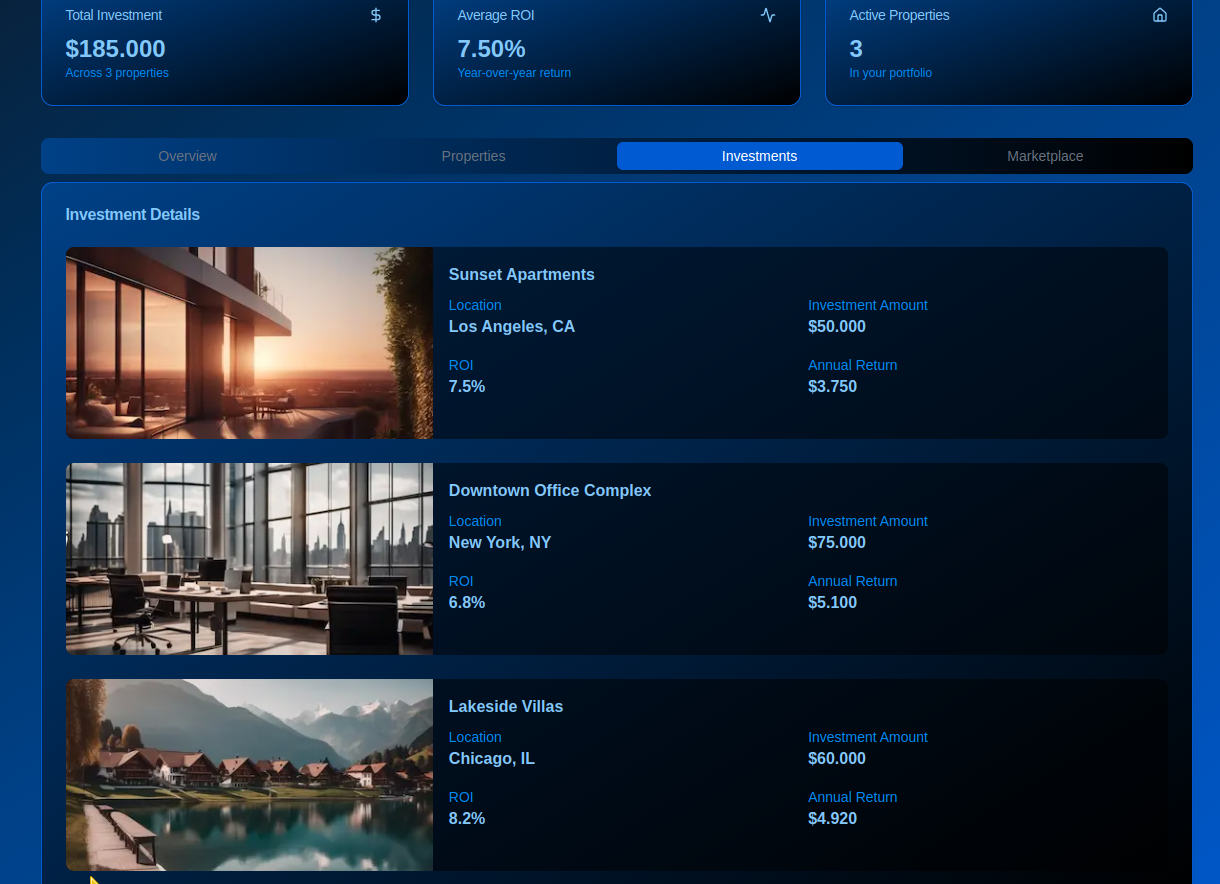 Total Investment
$185.000
Across 3 properties
Average ROI
7.50%
Year-over-year return
Active Properties
3
In your portfolio
Overview
Properties
Investments
Marketplace
Investment Details
Sunset Apartments
Location
Los Angeles, CA
Investment Amount
$50.000
ROI
7.5%
Annual Return
$3.750
Downtown Office Complex
Location
New York, NY
Investment Amount
$75.000
ROI
6.8%
Annual Return
$5.100
Lakeside Villas
Location
Chicago, IL
Investment Amount
$60.000
ROI
8.2%
Annual Return
$4.920